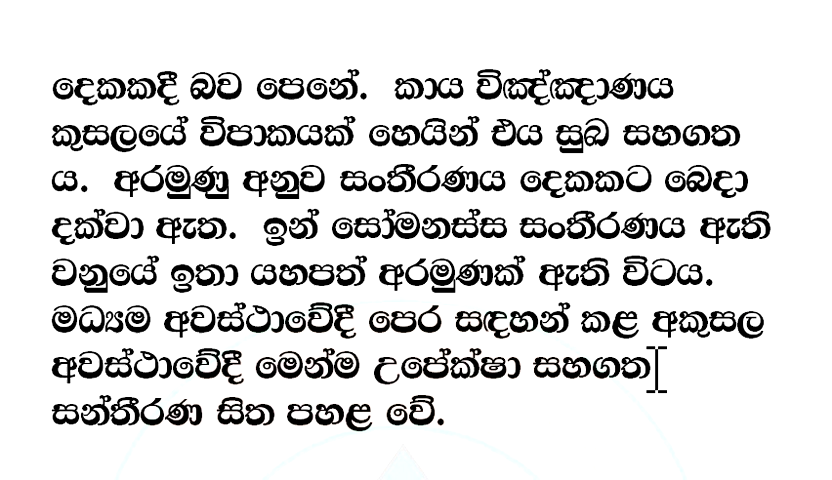 දෙකකදී බව පෙනේ.  කාය විඤ්ඤාණය
කුසලයේ විපාකයක් හෙයින් එය සුඛ සහගත
ය.  අරමුණු අනුව සංතීරණය දෙකකට බෙදා
දක්වා ඇත.  ඉන් සෝමනස්ස සංතීරණය ඇති
වනුයේ ඉතා යහපත් අරමුණක් ඇති විටය.
මධ්‍යම අවස්ථාවේදී පෙර සඳහන් කළ අකුසල
අවස්ථාවේදී මෙන්ම උපේක්ෂා සහගත
සන්තීරණ සිත පහළ වේ.